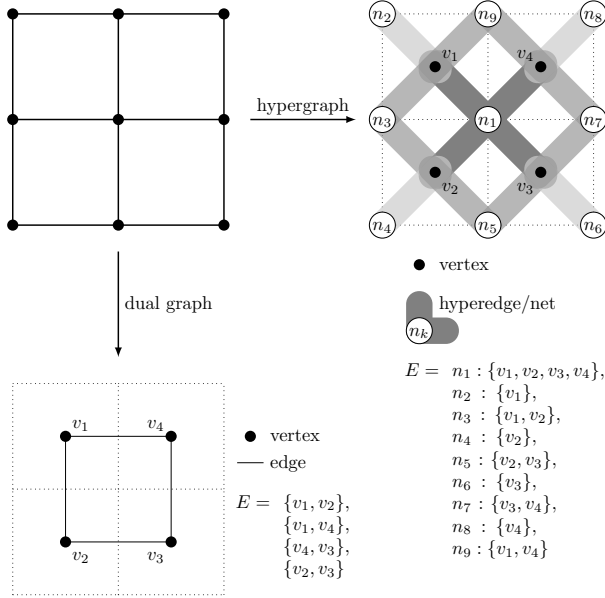 n2 n9 n8
v1 v4
hypergraph
n3 n1 n7
v2 v3
n4 n5 n6
vertex
dual graph
hyperedge/net
nk
E = n1 : {v1, v2, v3, v4},
n2 : {v1},
n3 : {v1, v2},
n4 : {v2},
n5 : {v2, v3},
n6 : {v3},
n7 : {v3, v4},
n8 : {v4},
n9 : {v1, v4}
v1 v4
v2 v3
vertex
edge
E = {v1, v2},
{v1, v4},
{v4, v3},
{v2, v3}